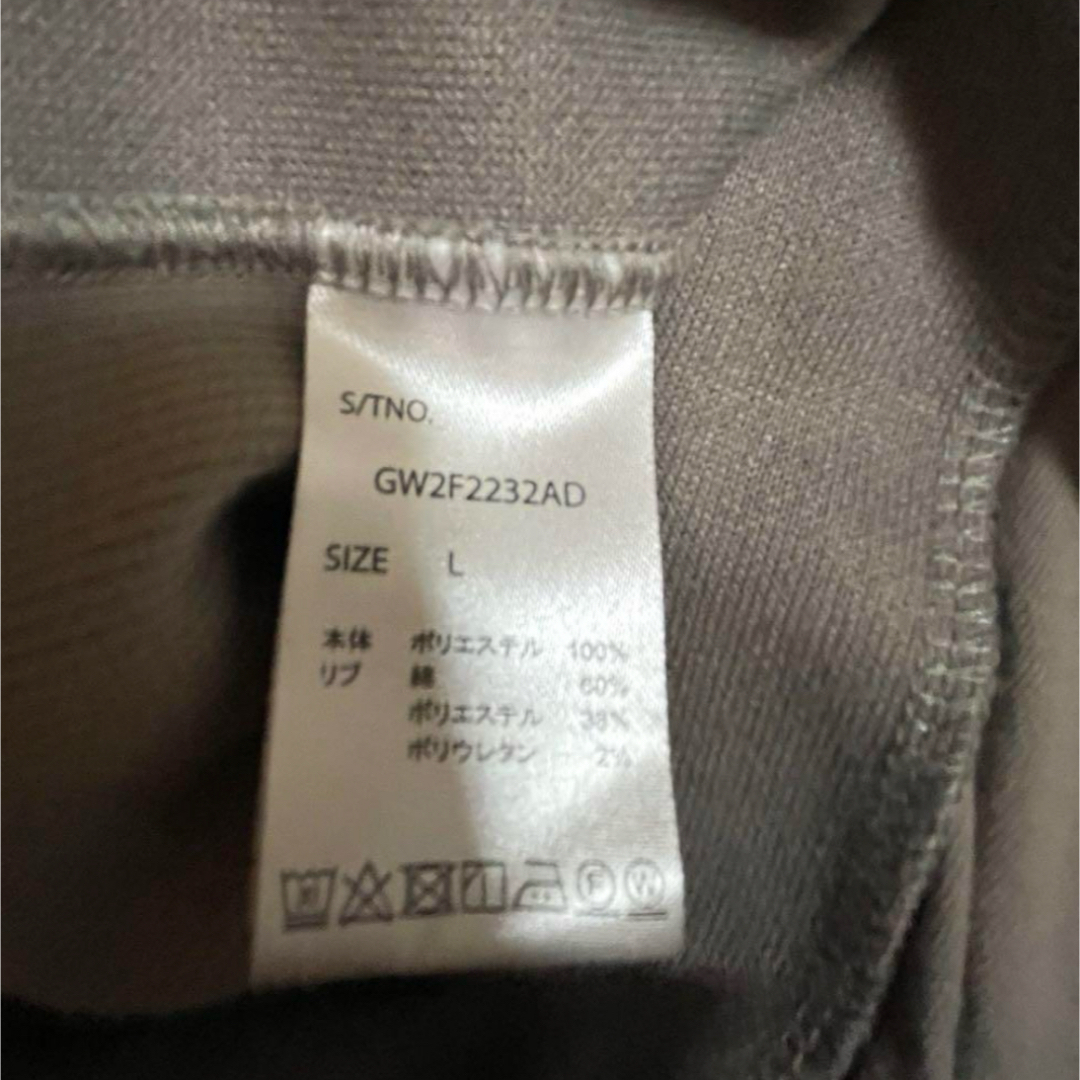 S/TNO.
GW2F2232AD
SIZE L
本体 ポリエステル 100%
リブ 綿 60%
ポリエステル 38%
ポリウレタン 2%
F W